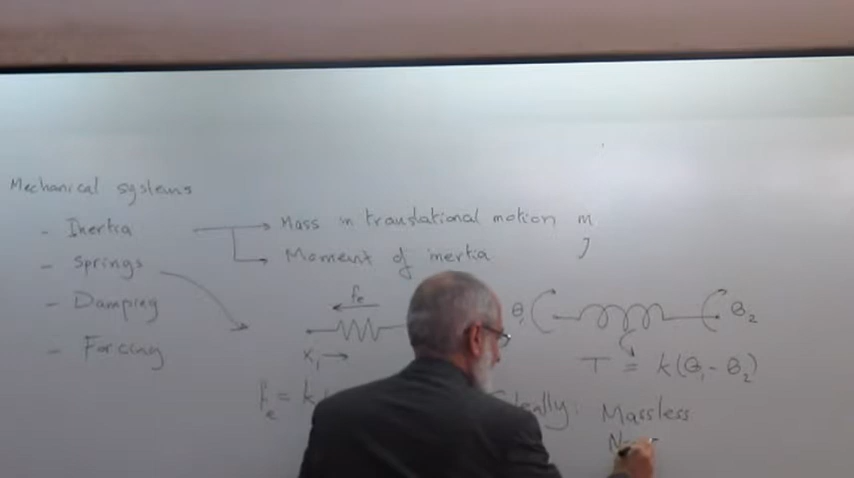 Mechanical systems
- Inertia
Mass in translational motion m
Moment of inertia J
- Springs
- Damping
- Forcing
fe
x1
θ1
θ2
T = k(θ1 - θ2)
fe = k
Massless